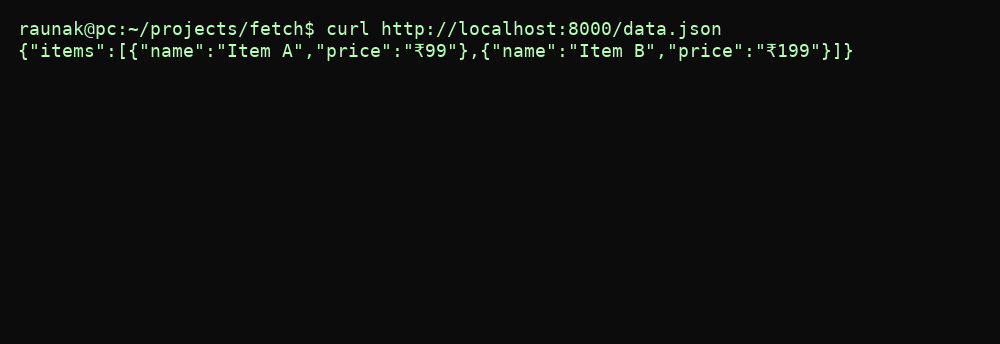 raunak@pc:~/projects/fetch$ curl http://localhost:8000/data.json
{"items":[{"name":"Item A","price":"₹99"},{"name":"Item B","price":"₹199"}]}